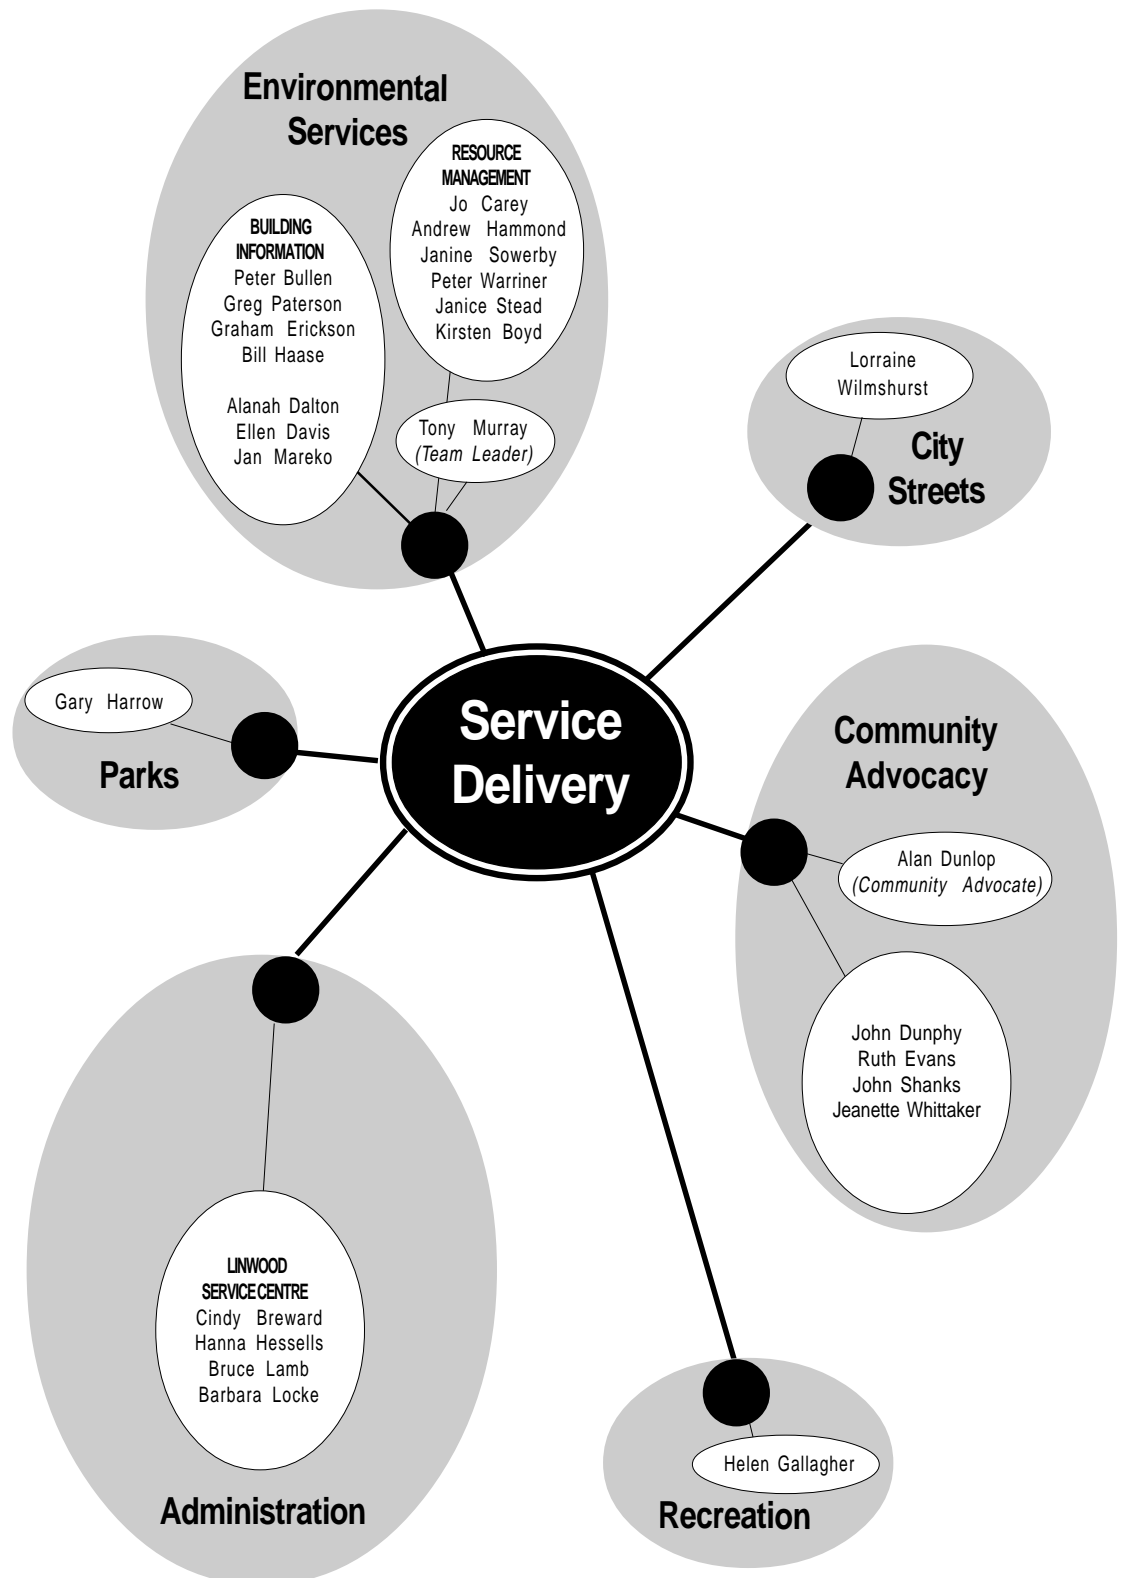 Environmental
Services
RESOURCE
MANAGEMENT
Jo Carey
Andrew Hammond
Janine Sowerby
Peter Warriner
Janice Stead
Kirsten Boyd
BUILDING
INFORMATION
Peter Bullen
Greg Paterson
Graham Erickson
Bill Haase
Alanah Dalton
Ellen Davis
Jan Mareko
Tony Murray
(Team Leader)
Lorraine
Wilmshurst
City
Streets
Gary Harrow
Parks
Service
Delivery
Community
Advocacy
Alan Dunlop
(Community Advocate)
John Dunphy
Ruth Evans
John Shanks
Jeanette Whittaker
LINWOOD
SERVICE CENTRE
Cindy Breward
Hanna Hessells
Bruce Lamb
Barbara Locke
Administration
Helen Gallagher
Recreation